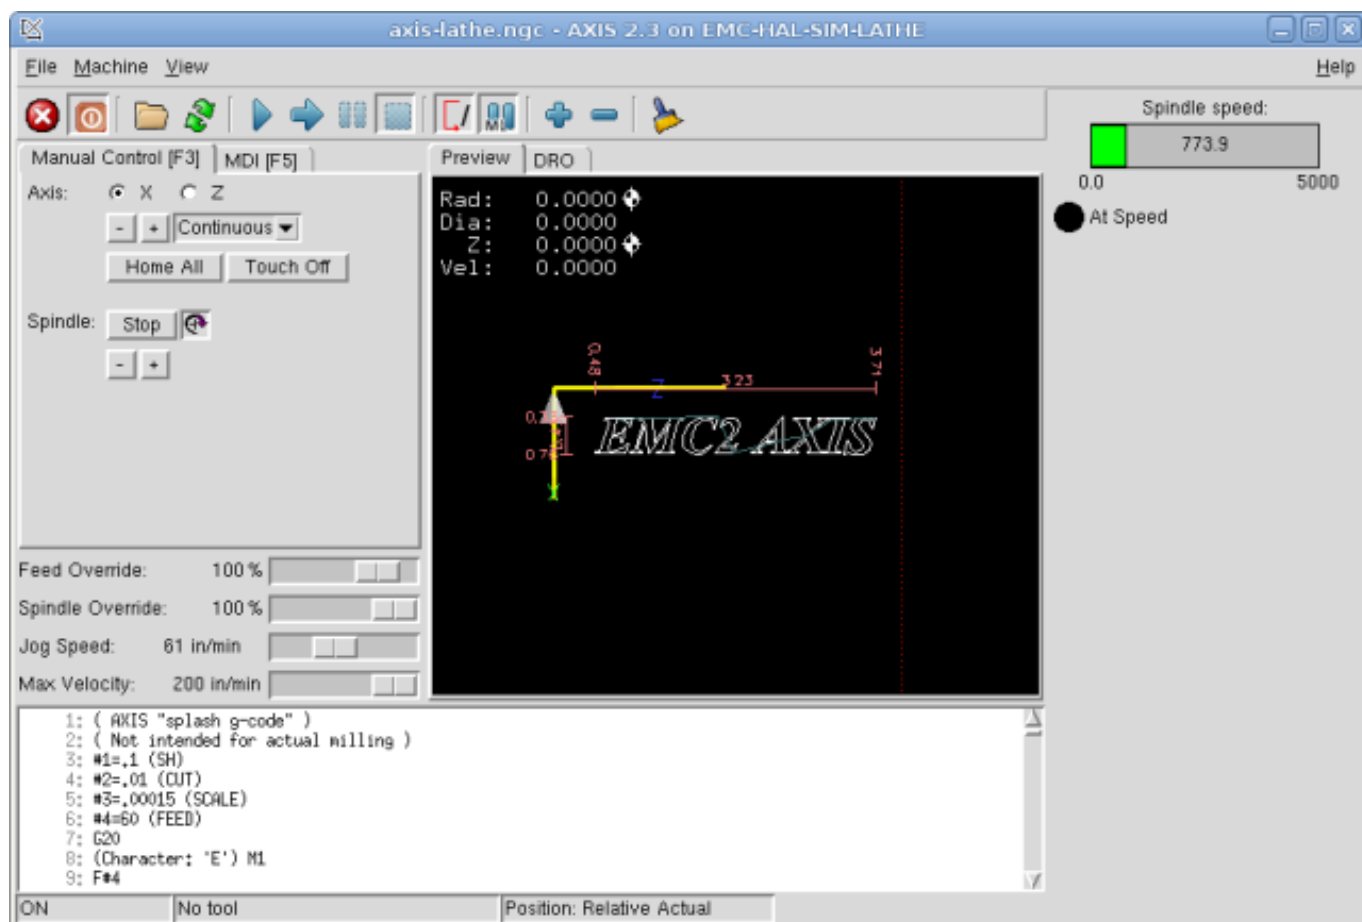 axis-lathe.ngc - AXIS 2.3 on EMC-HAL-SIM-LATHE
File Machine View Help
Manual Control [F3] MDI [F5]
Axis: X Z
- + Continuous
Home All Touch Off
Spindle: Stop
- +
Feed Override: 100 %
Spindle Override: 100 %
Jog Speed: 61 in/min
Max Velocity: 200 in/min
Preview DRO
Rad: 0.0000
Dia: 0.0000
Z: 0.0000
Vel: 0.0000
0.48 3.71
Z 3.23
EMC2 AXIS
Spindle speed:
773.9
0.0 5000
At Speed
1: ( AXIS "splash g-code" )
2: ( Not intended for actual milling )
3: #1=.1 (SH)
4: #2=.01 (CUT)
5: #3=.00015 (SCALE)
6: #4=60 (FEED)
7: G20
8: (Character: 'E') M1
9: F#4
ON No tool Position: Relative Actual